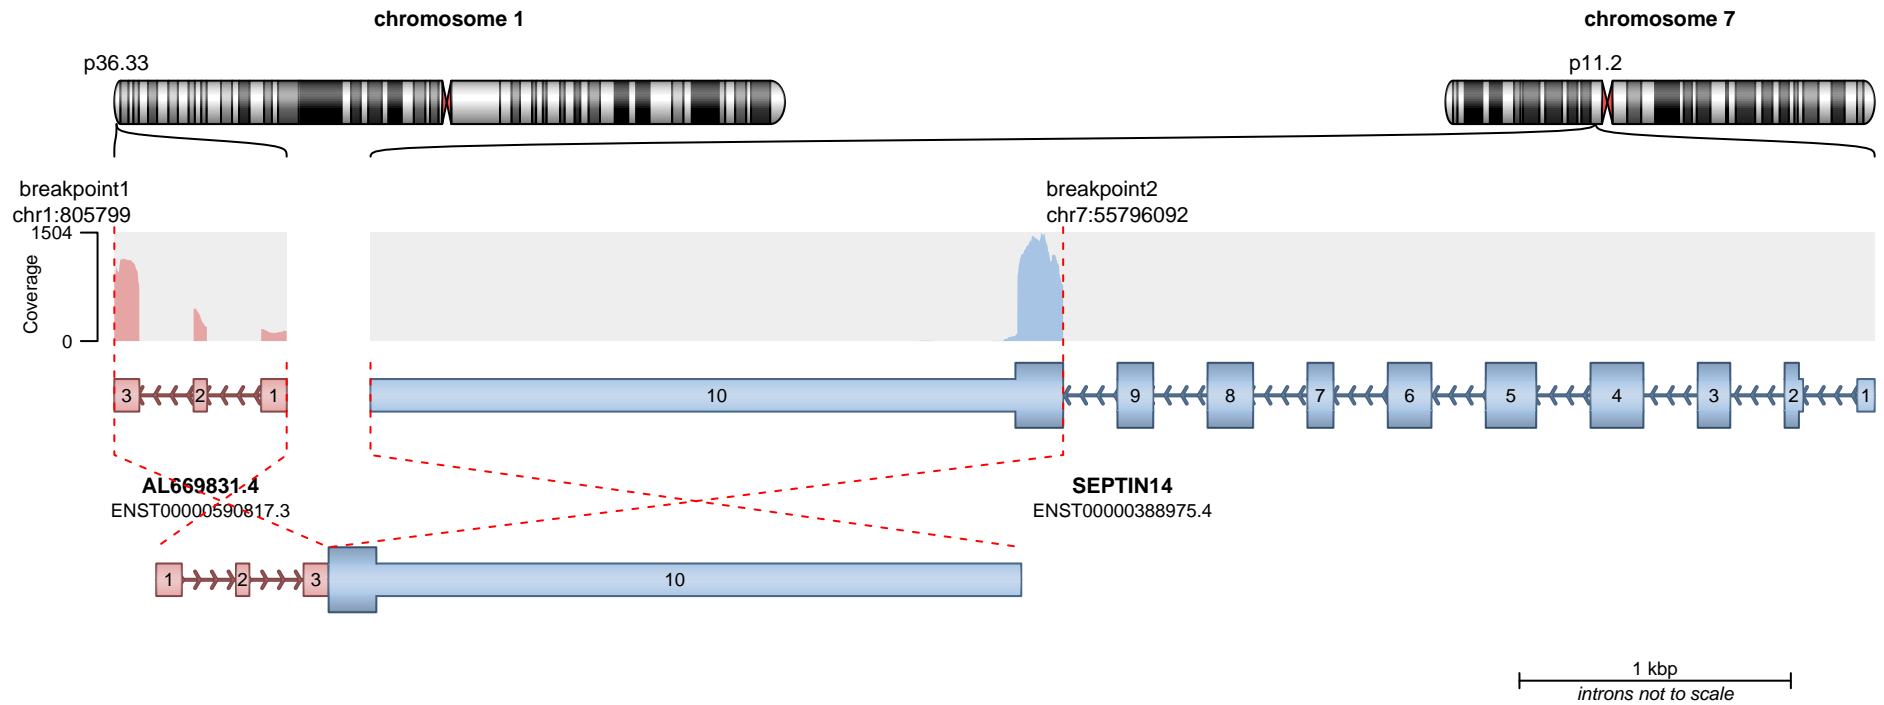 chromosome 1
chromosome 7
p36.33
p11.2
breakpoint1
chr1:805799
breakpoint2
chr7:55796092
1504
Coverage
0
3 2 1
10 9 8 7 6 5 4 3 2 1
AL669831.4
ENST00000590817.3
SEPTIN14
ENST00000388975.4
1 2 3 10
1 kbp
introns not to scale